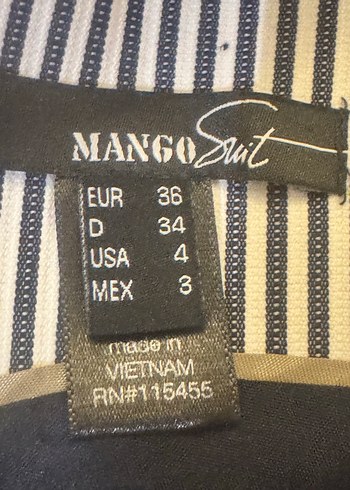 MANGO Suit
EUR 36
D 34
USA 4
MEX 3
made in
VIETNAM
RN#115455